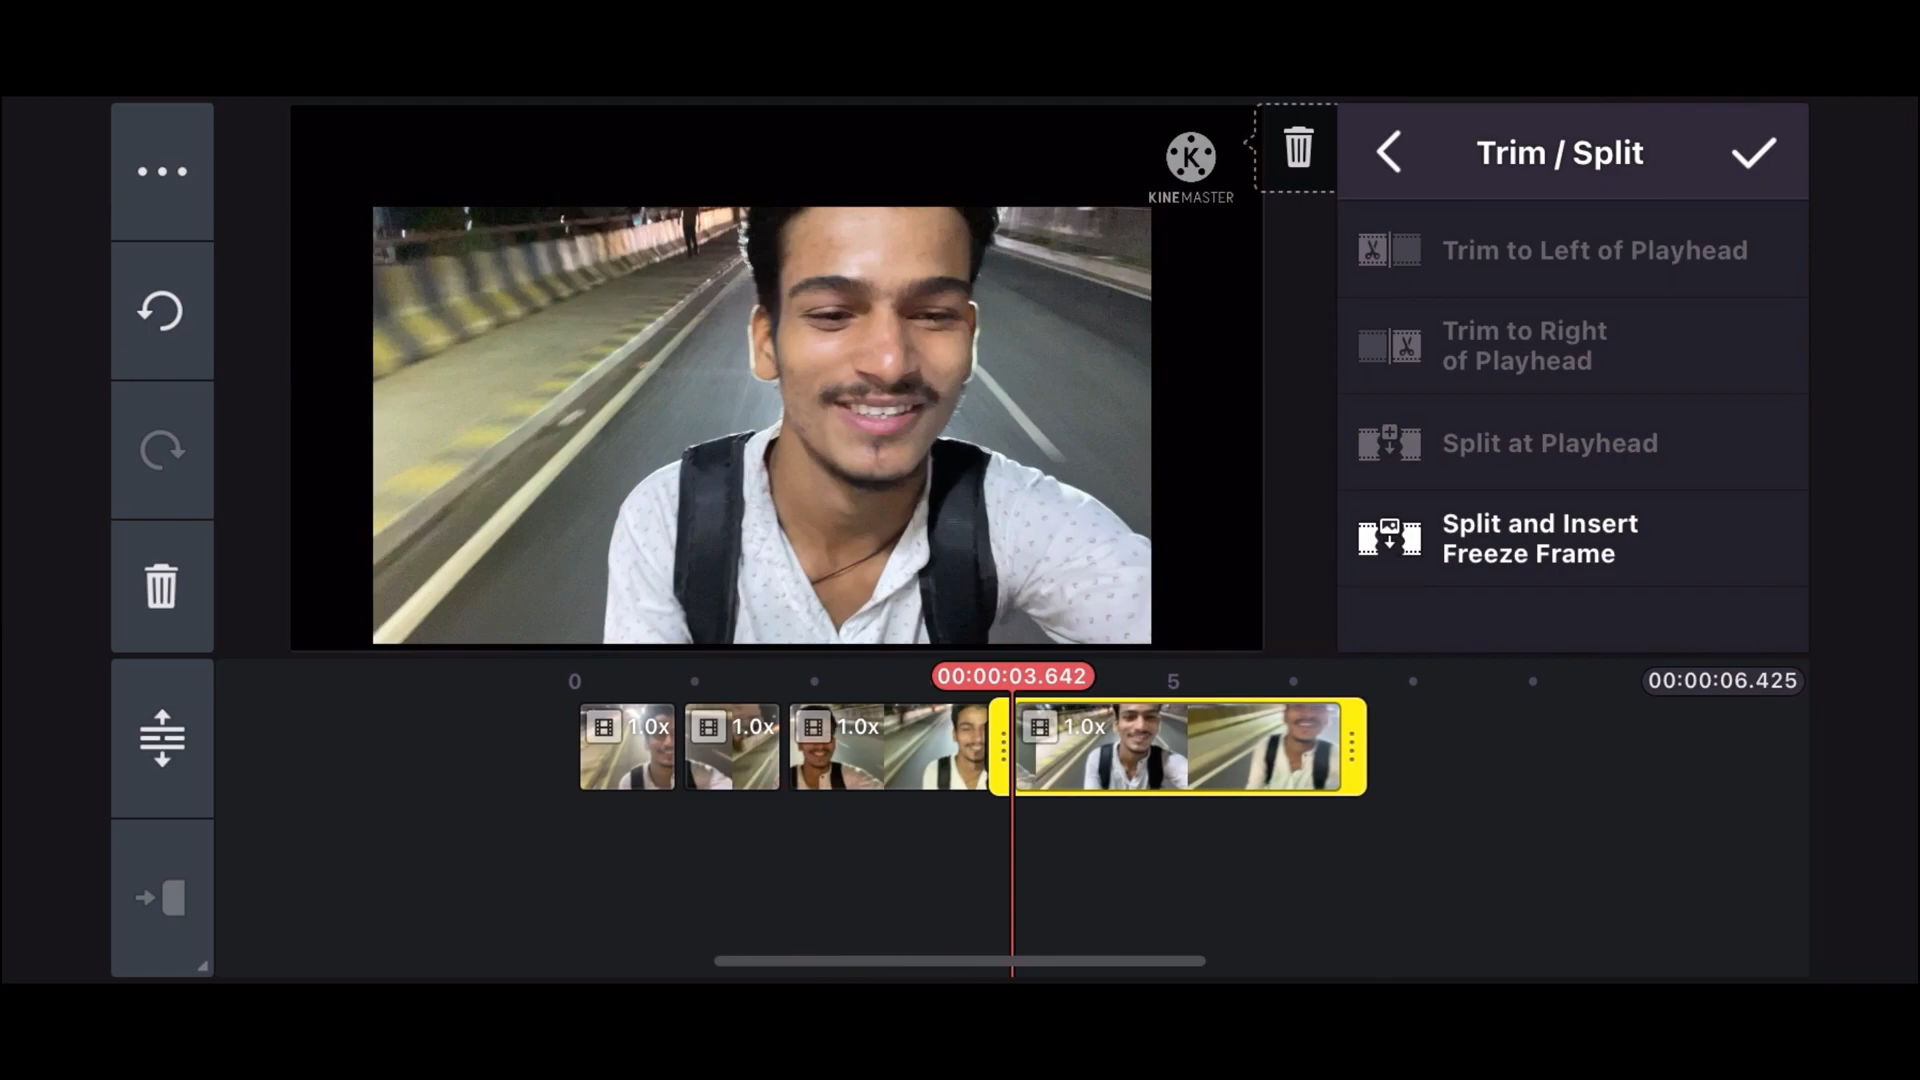 KINEMASTER
Trim / Split
Trim to Left of Playhead
Trim to Right
of Playhead
Split at Playhead
Split and Insert
Freeze Frame
0
00:00:03.642
5
00:00:06.425
1.0x
1.0x
1.0x
1.0x